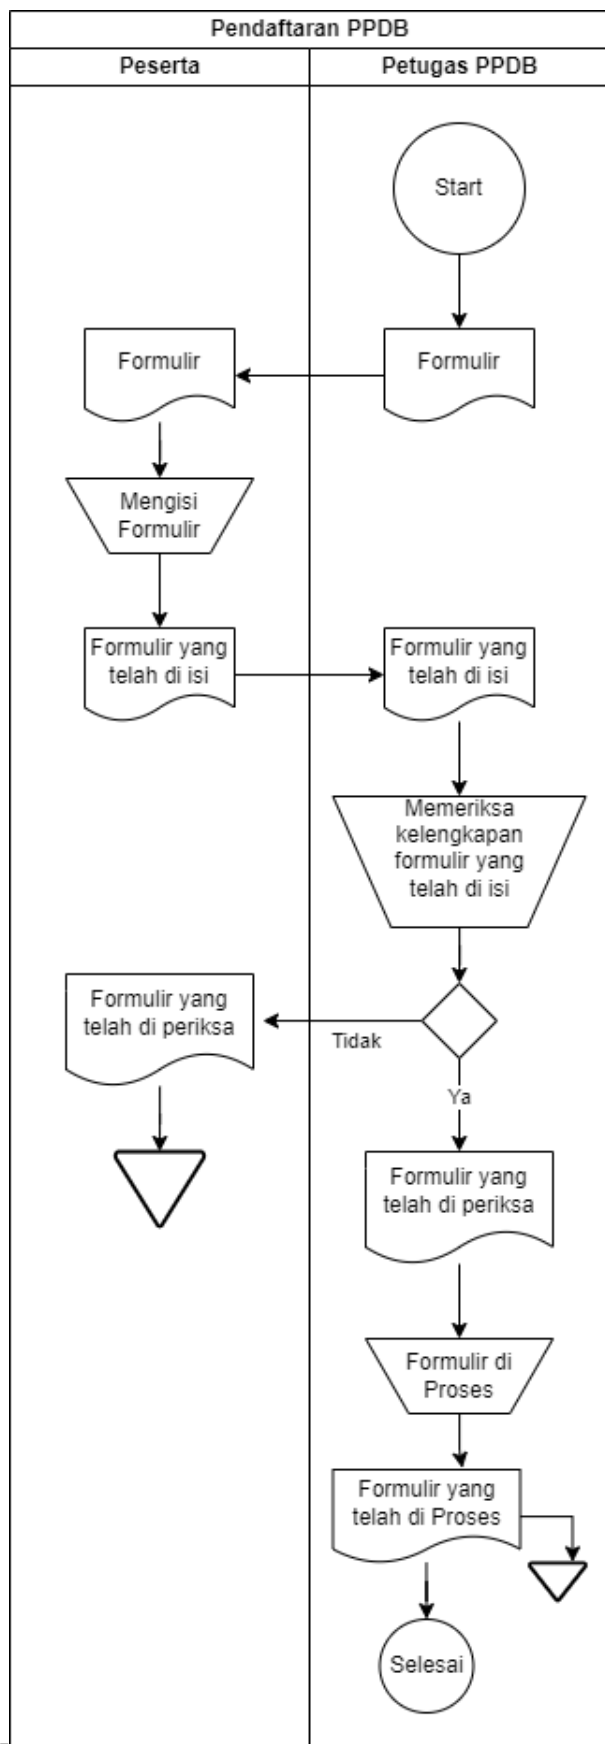 Pendaftaran PPDB
Peserta
Petugas PPDB
Start
Formulir
Formulir
Mengisi
Formulir
Formulir yang
telah di isi
Formulir yang
telah di isi
Memeriksa
kelengkapan
formulir yang
telah di isi
Tidak
Formulir yang
telah di periksa
Ya
Formulir yang
telah di periksa
Formulir di
Proses
Formulir yang
telah di Proses
Selesai